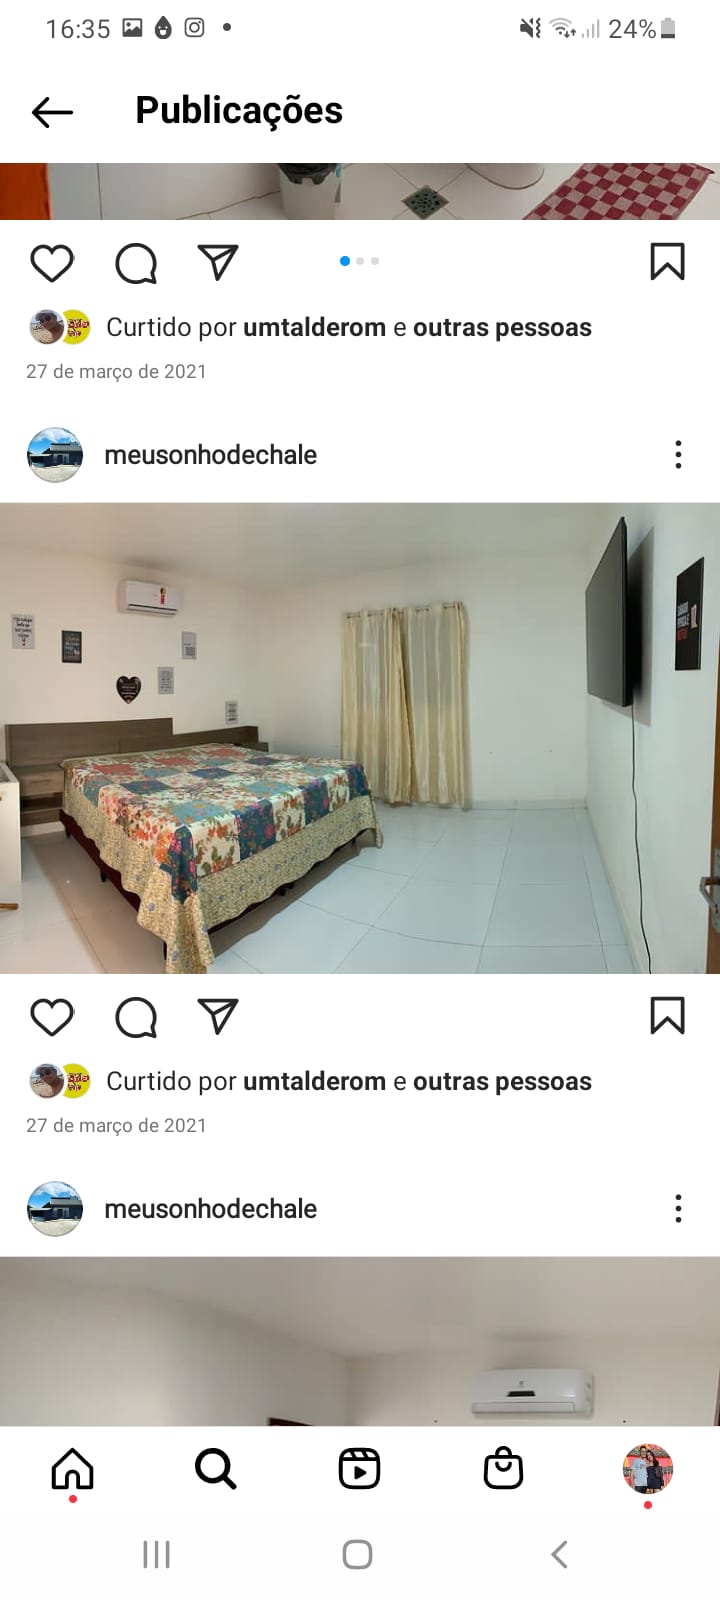 16:35
24%
Publicações
Curtido por umtalderom e outras pessoas
27 de março de 2021
meusonhodechale
Curtido por umtalderom e outras pessoas
27 de março de 2021
meusonhodechale